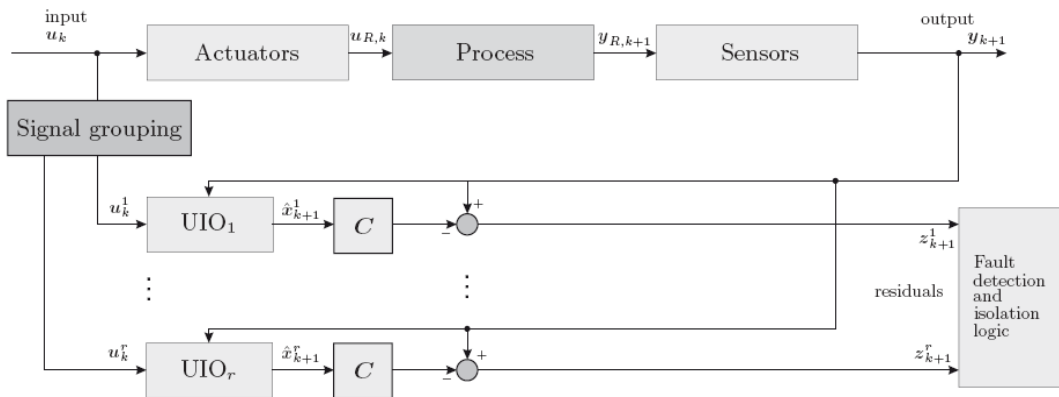 input
u_k
Actuators
u_{R,k}
Process
y_{R,k+1}
Sensors
output
y_{k+1}
Signal grouping
u_k^1
UIO_1
x̂_{k+1}^1
C
+
−
z_{k+1}^1
⋮
⋮
residuals
Fault
detection
and
isolation
logic
u_k^r
UIO_r
x̂_{k+1}^r
C
+
−
z_{k+1}^r